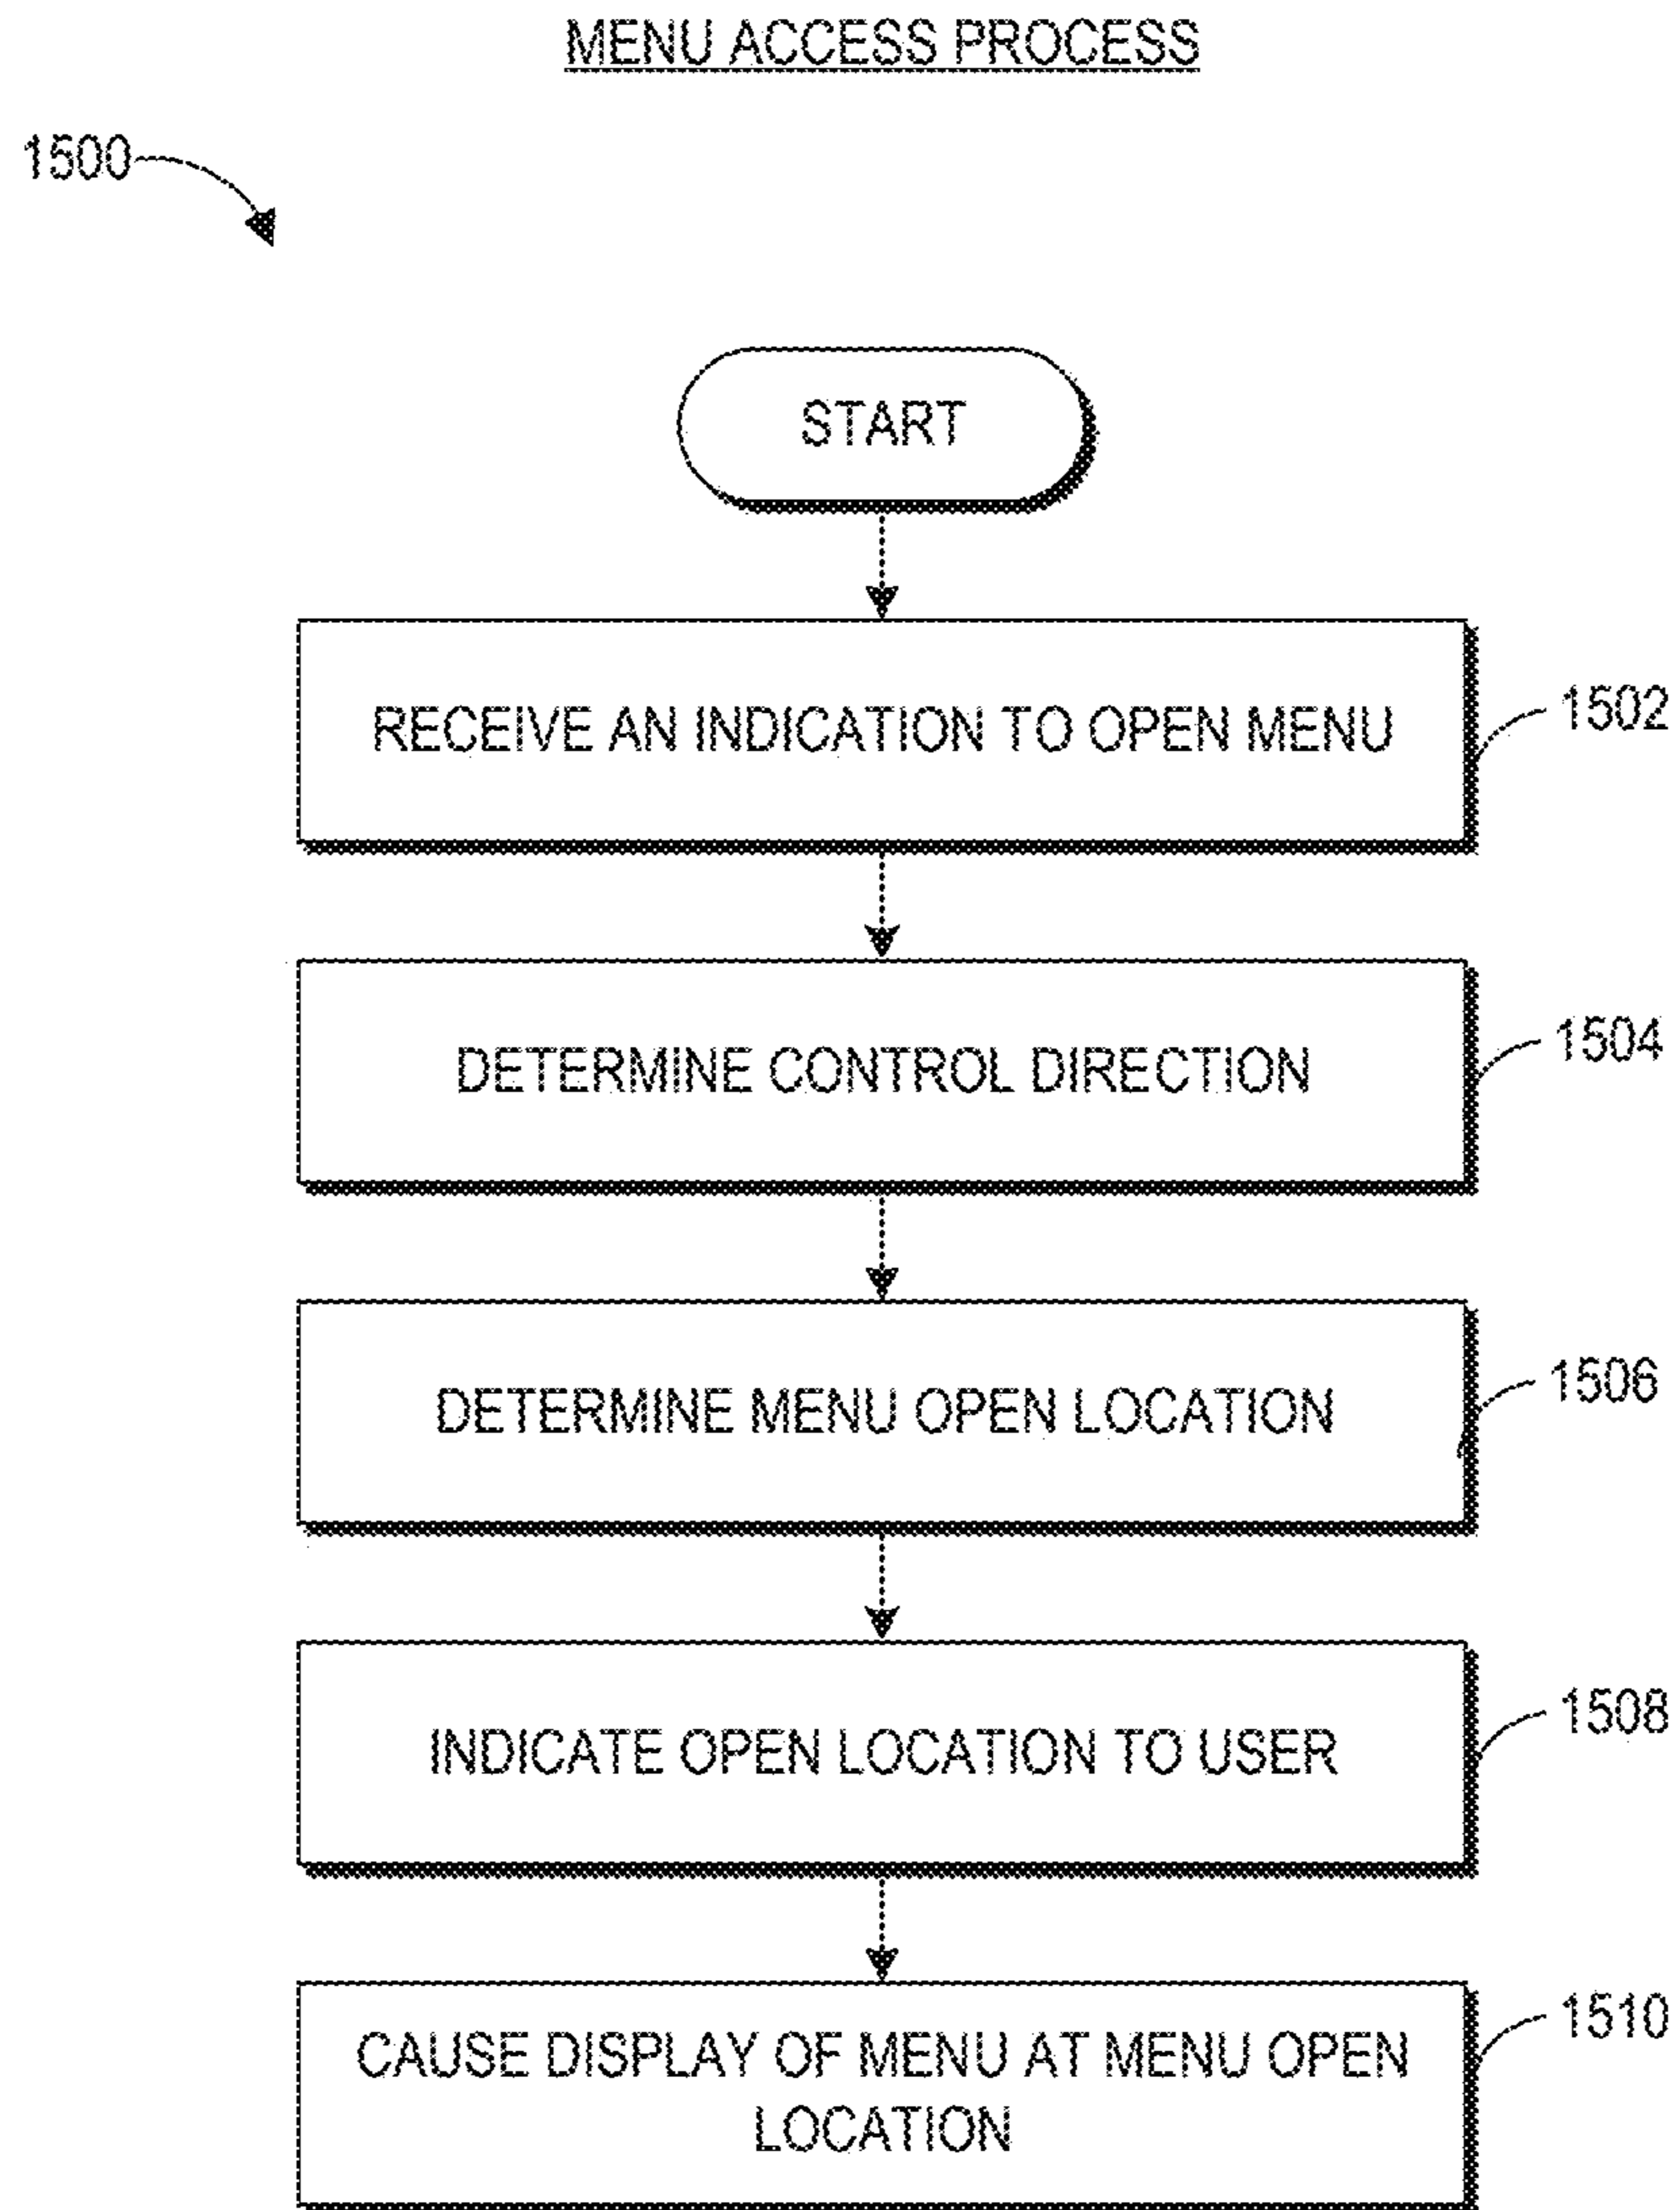 MENU ACCESS PROCESS
1500
START
RECEIVE AN INDICATION TO OPEN MENU
1502
DETERMINE CONTROL DIRECTION
1504
DETERMINE MENU OPEN LOCATION
1506
INDICATE OPEN LOCATION TO USER
1508
CAUSE DISPLAY OF MENU AT MENU OPEN
LOCATION
1510